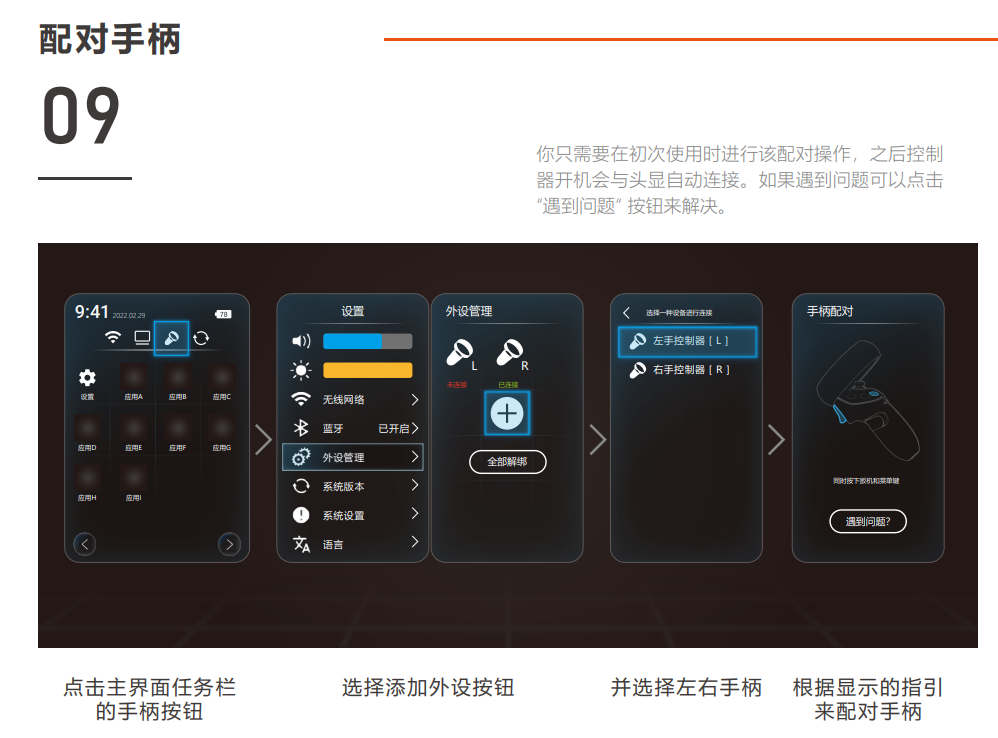 配对手柄
09
你只需要在初次使用时进行该配对操作，之后控制
器开机会与头显自动连接。如果遇到问题可以点击
“遇到问题“ 按钮来解决。
9:41 2022.02.29
78
设置
应用A
应用B
应用C
应用D
应用E
应用F
应用G
应用H
应用I
设置
无线网络
蓝牙 已开启
外设管理
系统版本
系统设置
语言
外设管理
L
R
未连接
已连接
全部解绑
选择一种设备进行连接
左手控制器 [ L ]
右手控制器 [ R ]
手柄配对
同时按下扳机和菜单键
遇到问题?
点击主界面任务栏
的手柄按钮
选择添加外设按钮
并选择左右手柄
根据显示的指引
来配对手柄